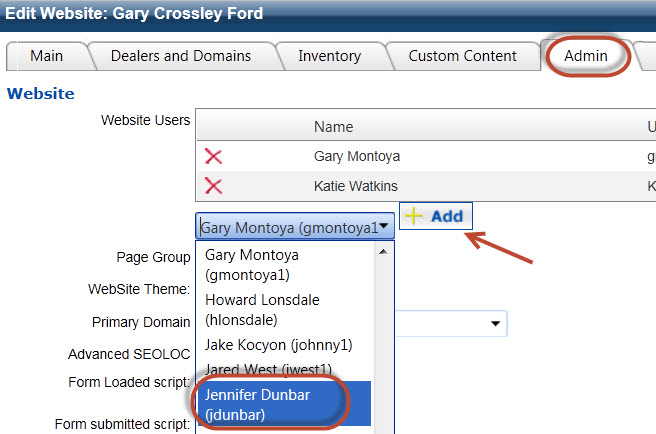 Edit Website: Gary Crossley Ford
Main Dealers and Domains Inventory Custom Content Admin
Website
Website Users
Name U
Gary Montoya g
Katie Watkins K
Gary Montoya (gmontoya1 Add
Page Group
Gary Montoya
(gmontoya1)
WebSite Theme:
Howard Lonsdale
(hlonsdale)
Primary Domain
Jake Kocyon (johnny1)
Advanced SEOLOC
Jared West (jwest1)
Form Loaded script:
Jennifer Dunbar
(jdunbar)
Form submitted script: